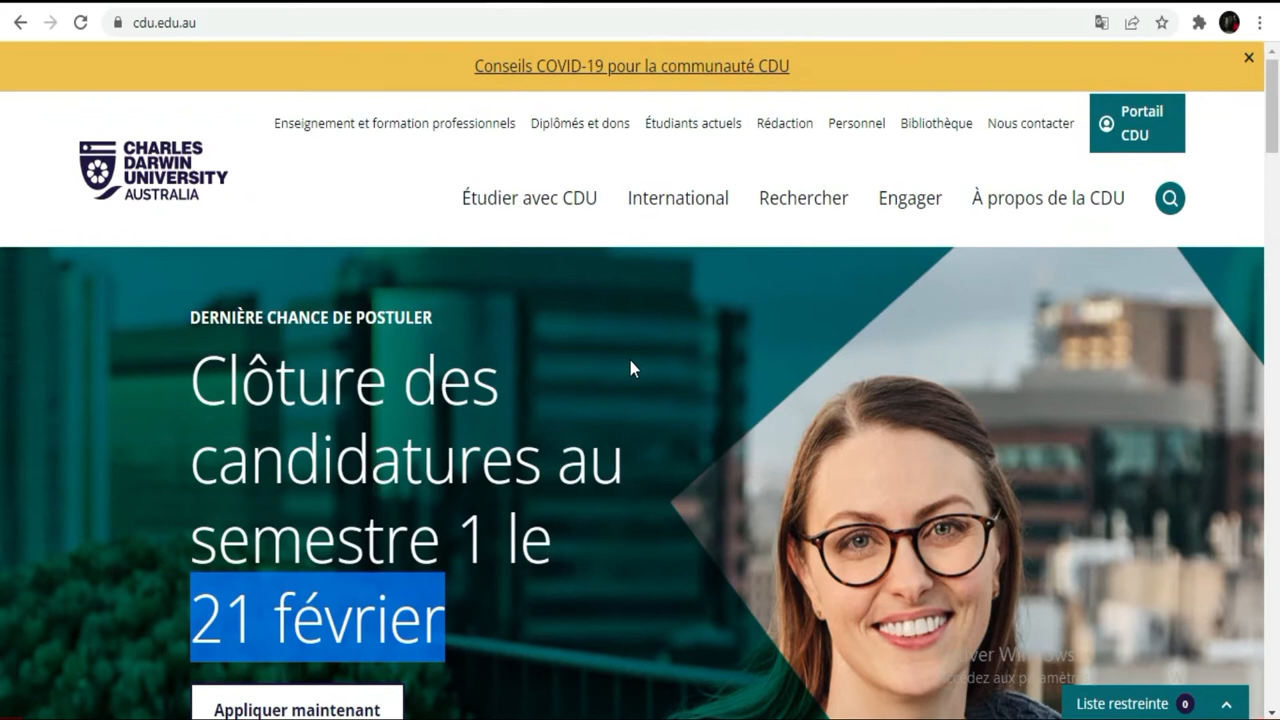 cdu.edu.au
Conseils COVID-19 pour la communauté CDU
Enseignement et formation professionnels Diplômés et dons Étudiants actuels Rédaction Personnel Bibliothèque Nous contacter
Portail
CDU
CHARLES
DARWIN
UNIVERSITY
AUSTRALIA
Étudier avec CDU International Rechercher Engager À propos de la CDU
DERNIÈRE CHANCE DE POSTULER
Clôture des
candidatures au
semestre 1 le
21 février
Appliquer maintenant
Liste restreinte 0